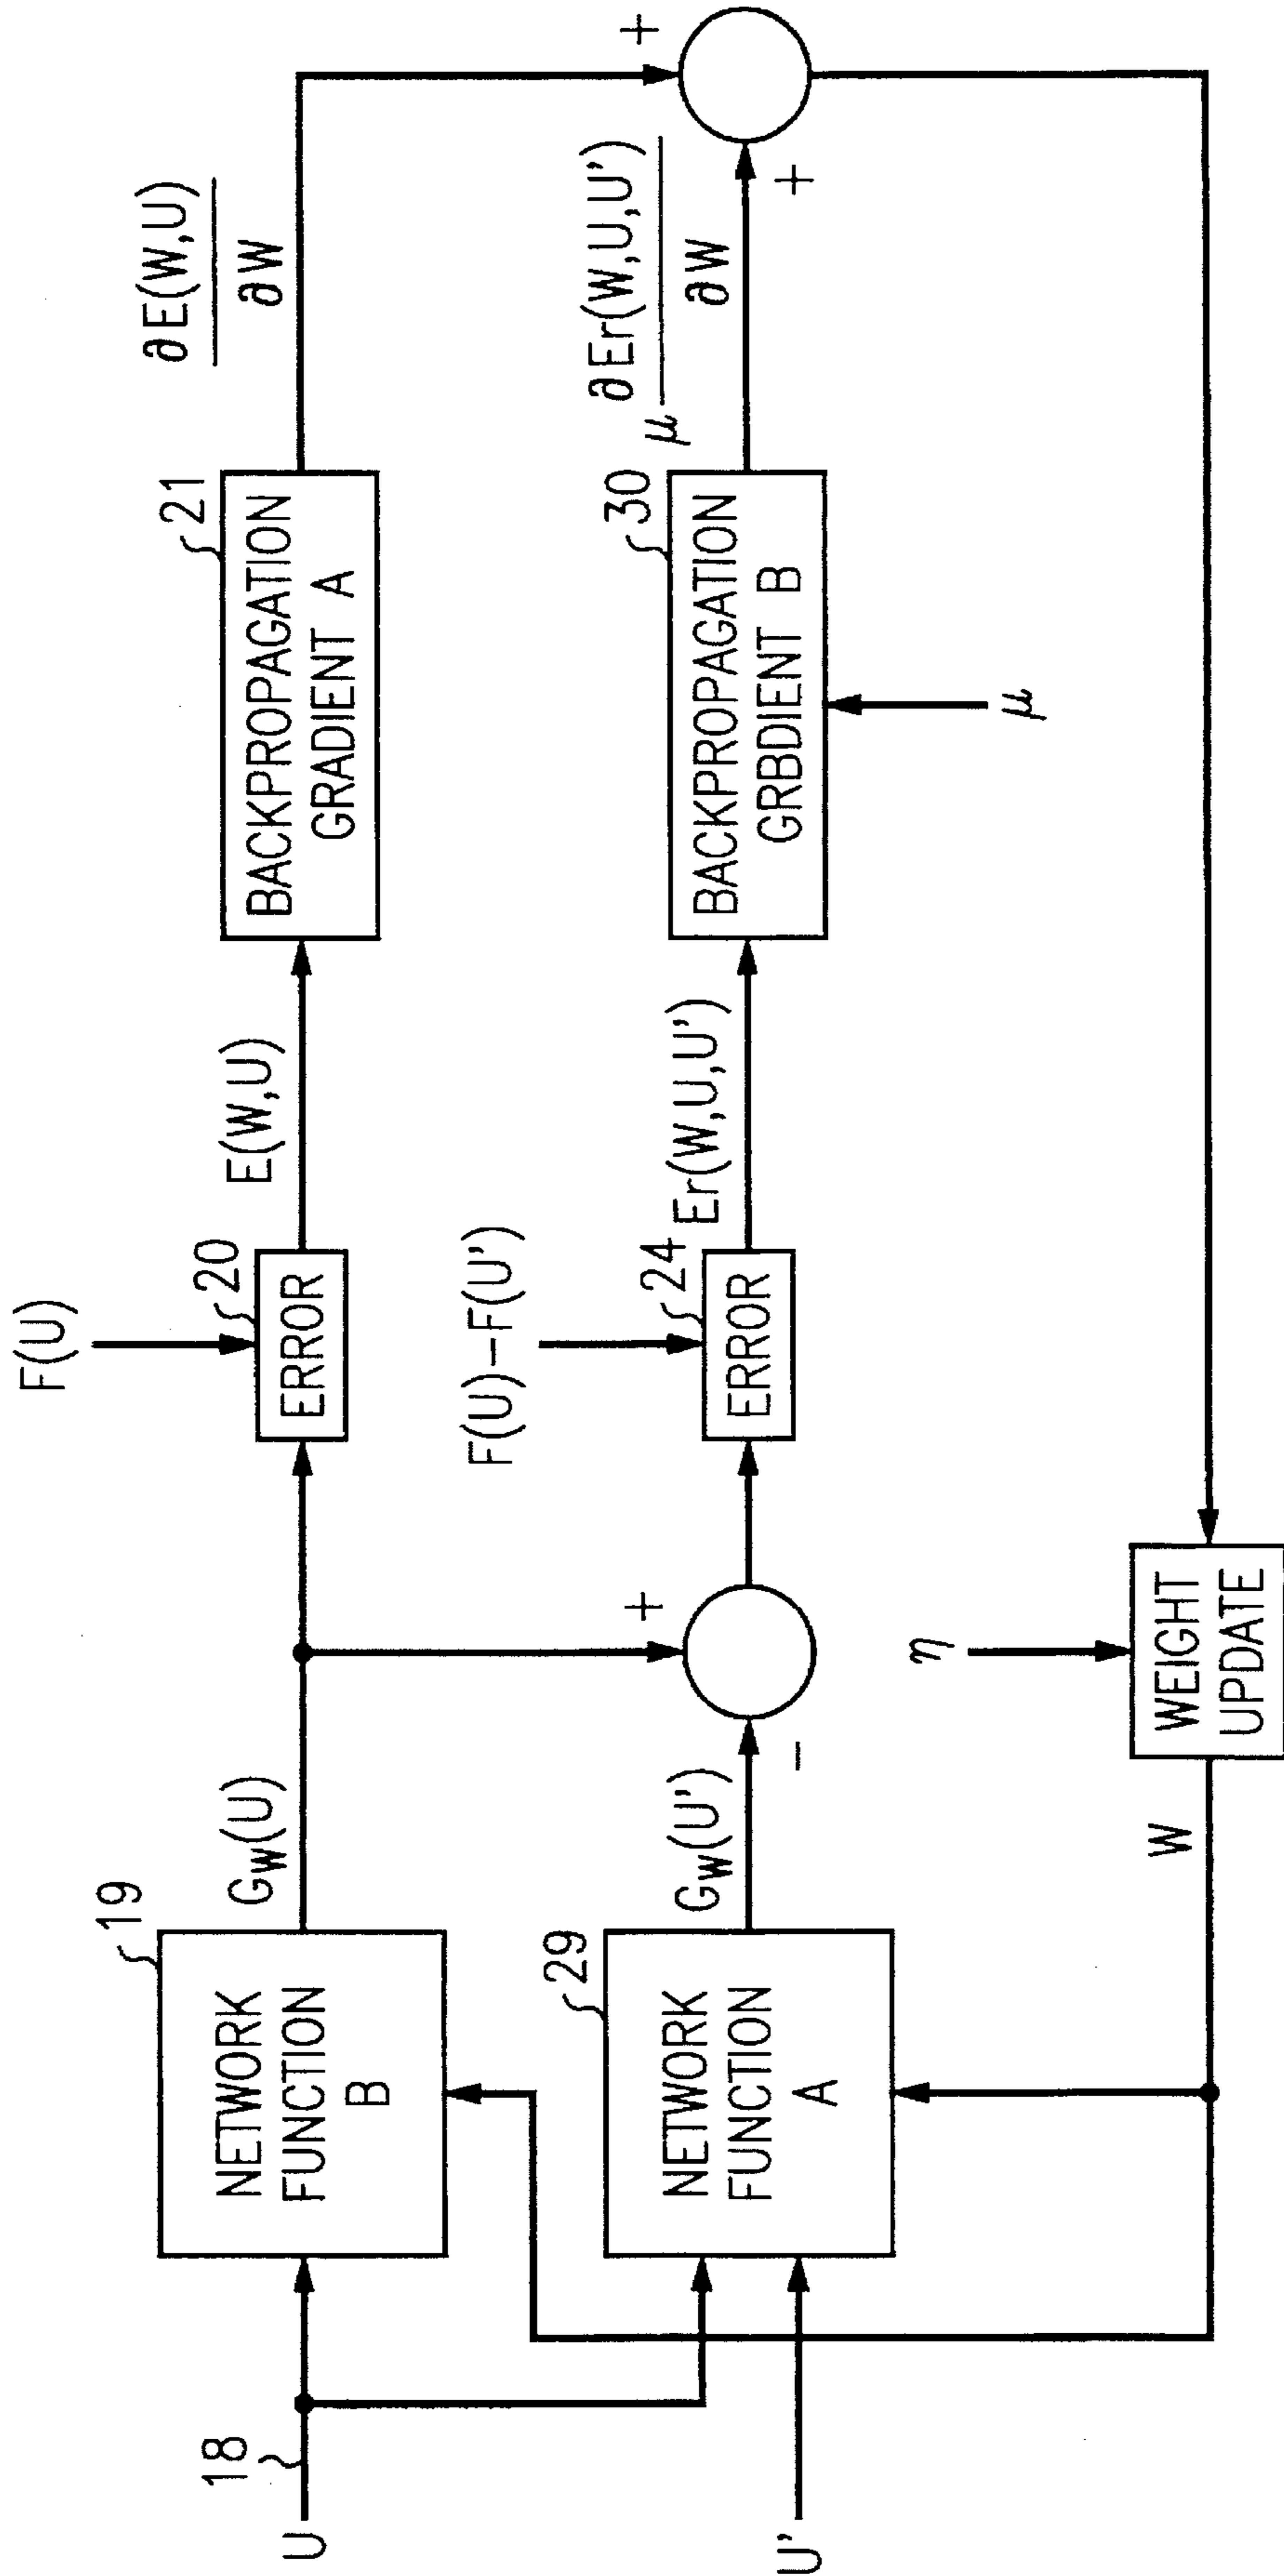 F(U)
∂E(W,U)
∂W
18
U
19
NETWORK
FUNCTION
B
GW(U)
20
ERROR
E(W,U)
21
BACKPROPAGATION
GRADIENT A
+
F(U)-F(U')
+
24
ERROR
Er(W,U,U')
30
BACKPROPAGATION
GRBDIENT B
μ ∂Er(W,U,U')
∂W
+
29
NETWORK
FUNCTION
A
GW(U')
-
U'
μ
η
W
WEIGHT
UPDATE